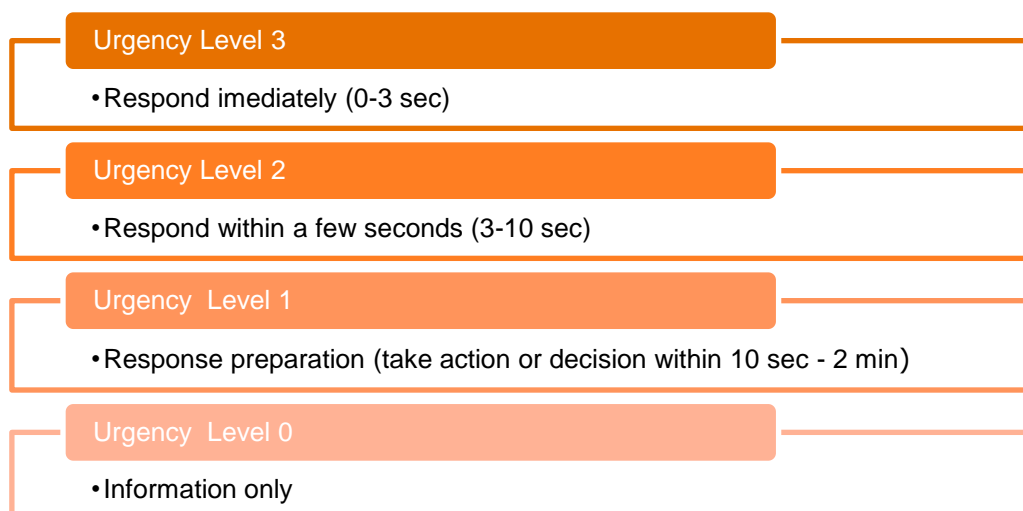 Urgency Level 3
•Respond imediately (0-3 sec)
Urgency Level 2
•Respond within a few seconds (3-10 sec)
Urgency  Level 1
•Response preparation (take action or decision within 10 sec - 2 min)
Urgency  Level 0
•Information only